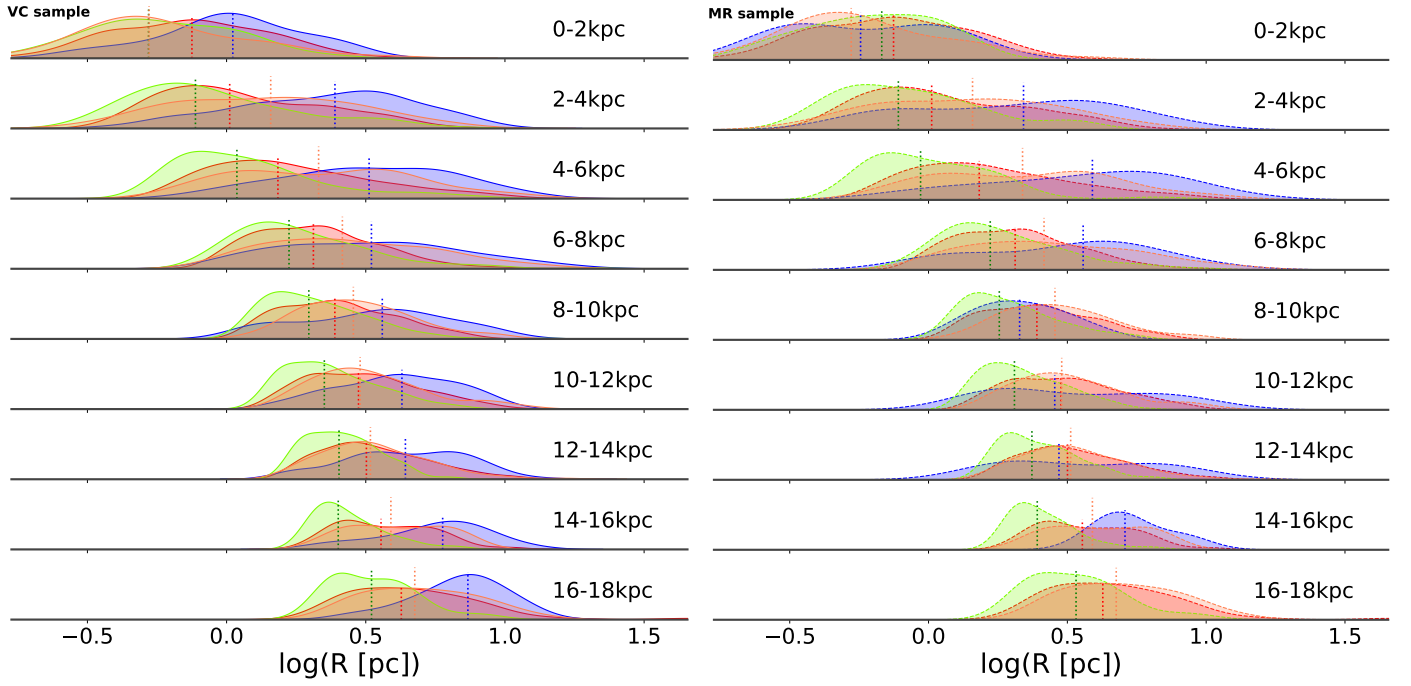 VC sample
0-2kpc
2-4kpc
4-6kpc
6-8kpc
8-10kpc
10-12kpc
12-14kpc
14-16kpc
16-18kpc
−0.5 0.0 0.5 1.0 1.5
log(R [pc])
MR sample
0-2kpc
2-4kpc
4-6kpc
6-8kpc
8-10kpc
10-12kpc
12-14kpc
14-16kpc
16-18kpc
−0.5 0.0 0.5 1.0 1.5
log(R [pc])